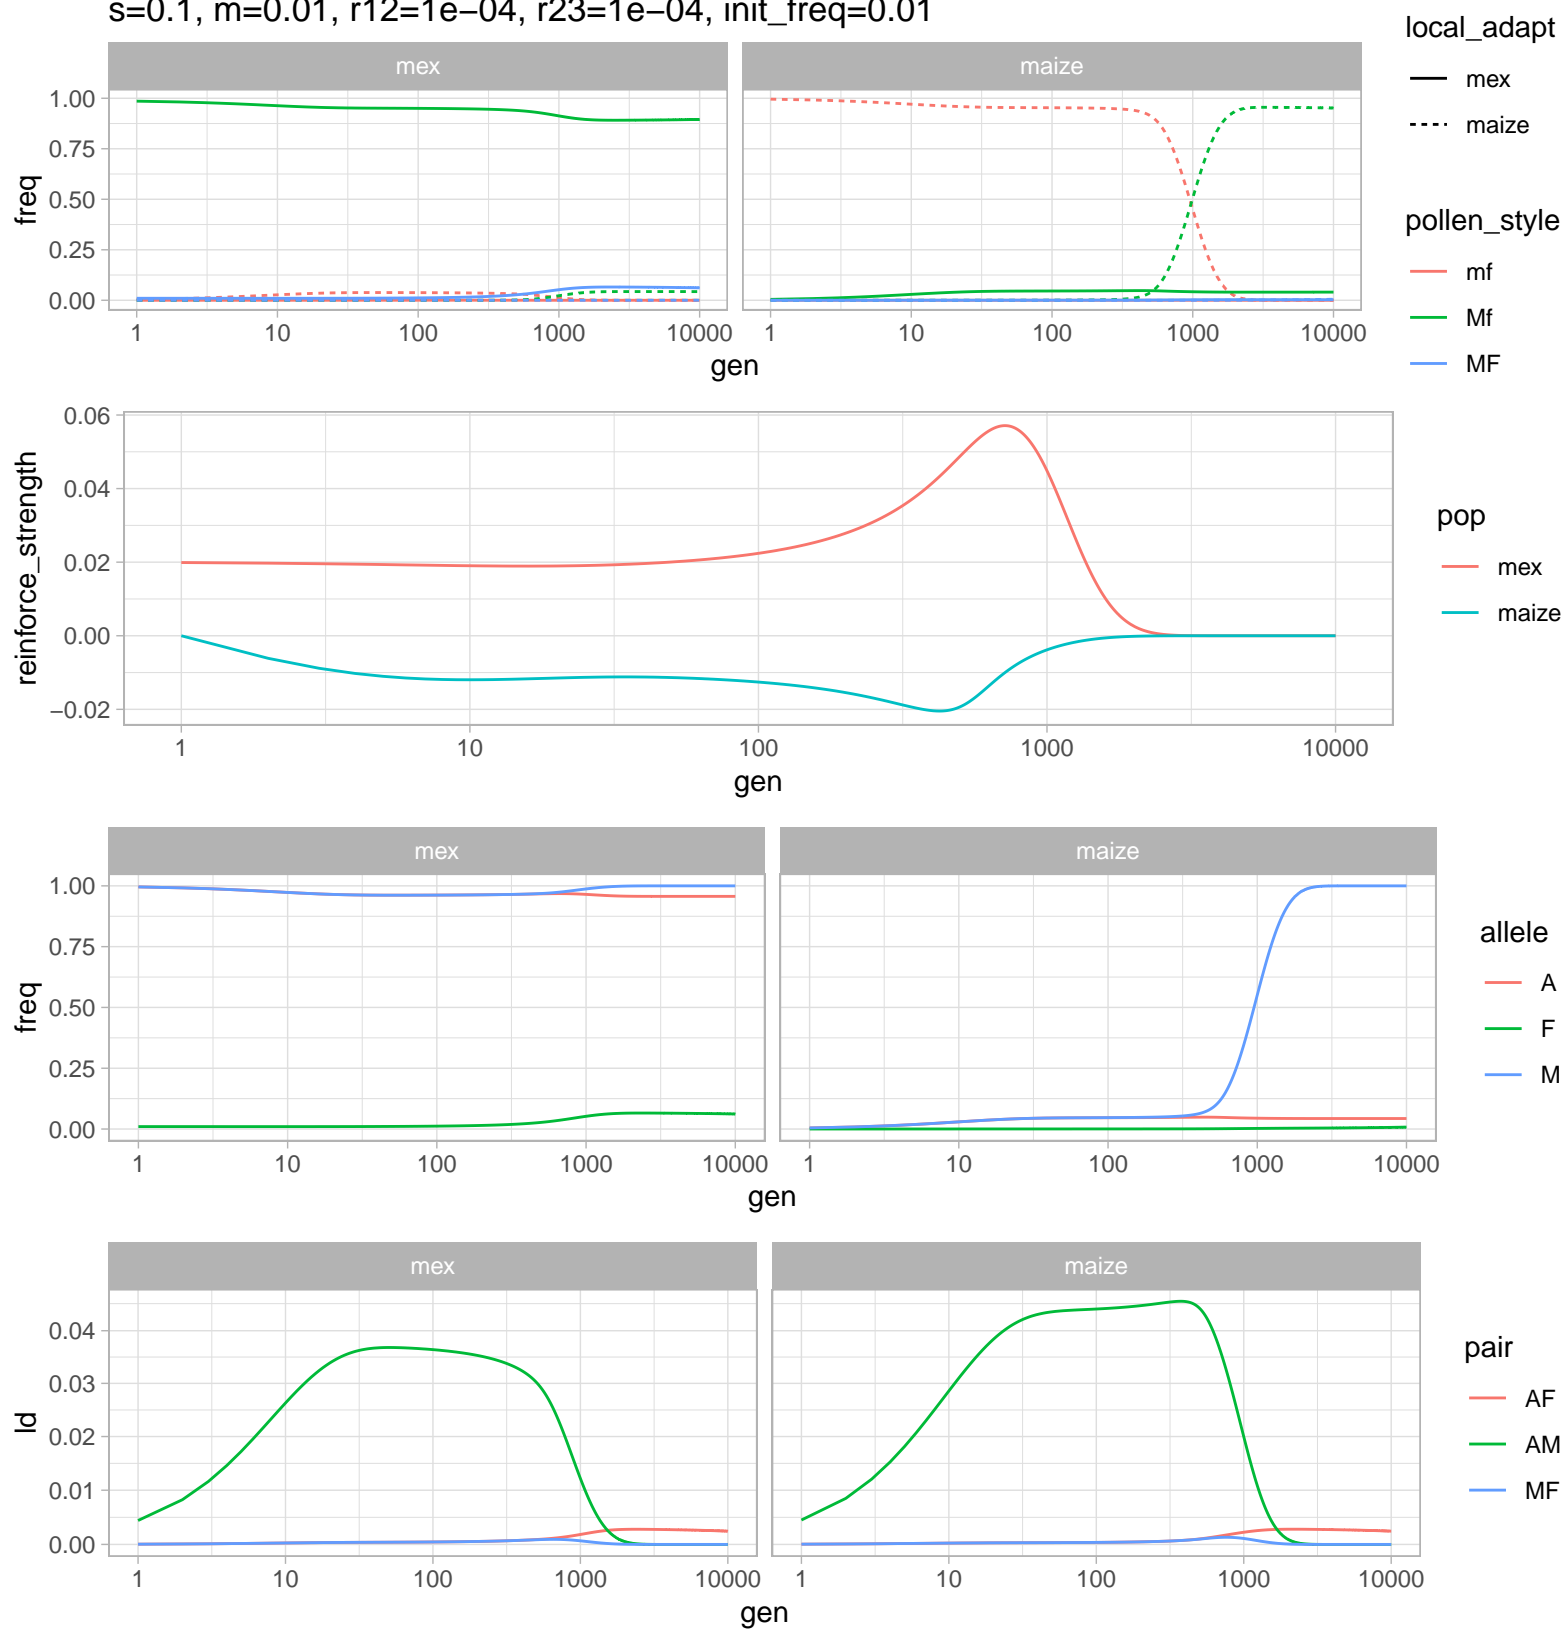 s=0.1, m=0.01, r12=1e−04, r23=1e−04, init_freq=0.01
mex
maize
freq
1.00
0.75
0.50
0.25
0.00
1
10
100
1000
10000
1
10
100
1000
10000
gen
local_adapt
mex
maize
pollen_style
mf
Mf
MF
reinforce_strength
0.06
0.04
0.02
0.00
−0.02
1
10
100
1000
10000
gen
pop
mex
maize
mex
maize
freq
1.00
0.75
0.50
0.25
0.00
1
10
100
1000
10000
1
10
100
1000
10000
gen
allele
A
F
M
mex
maize
ld
0.04
0.03
0.02
0.01
0.00
1
10
100
1000
10000
1
10
100
1000
10000
gen
pair
AF
AM
MF